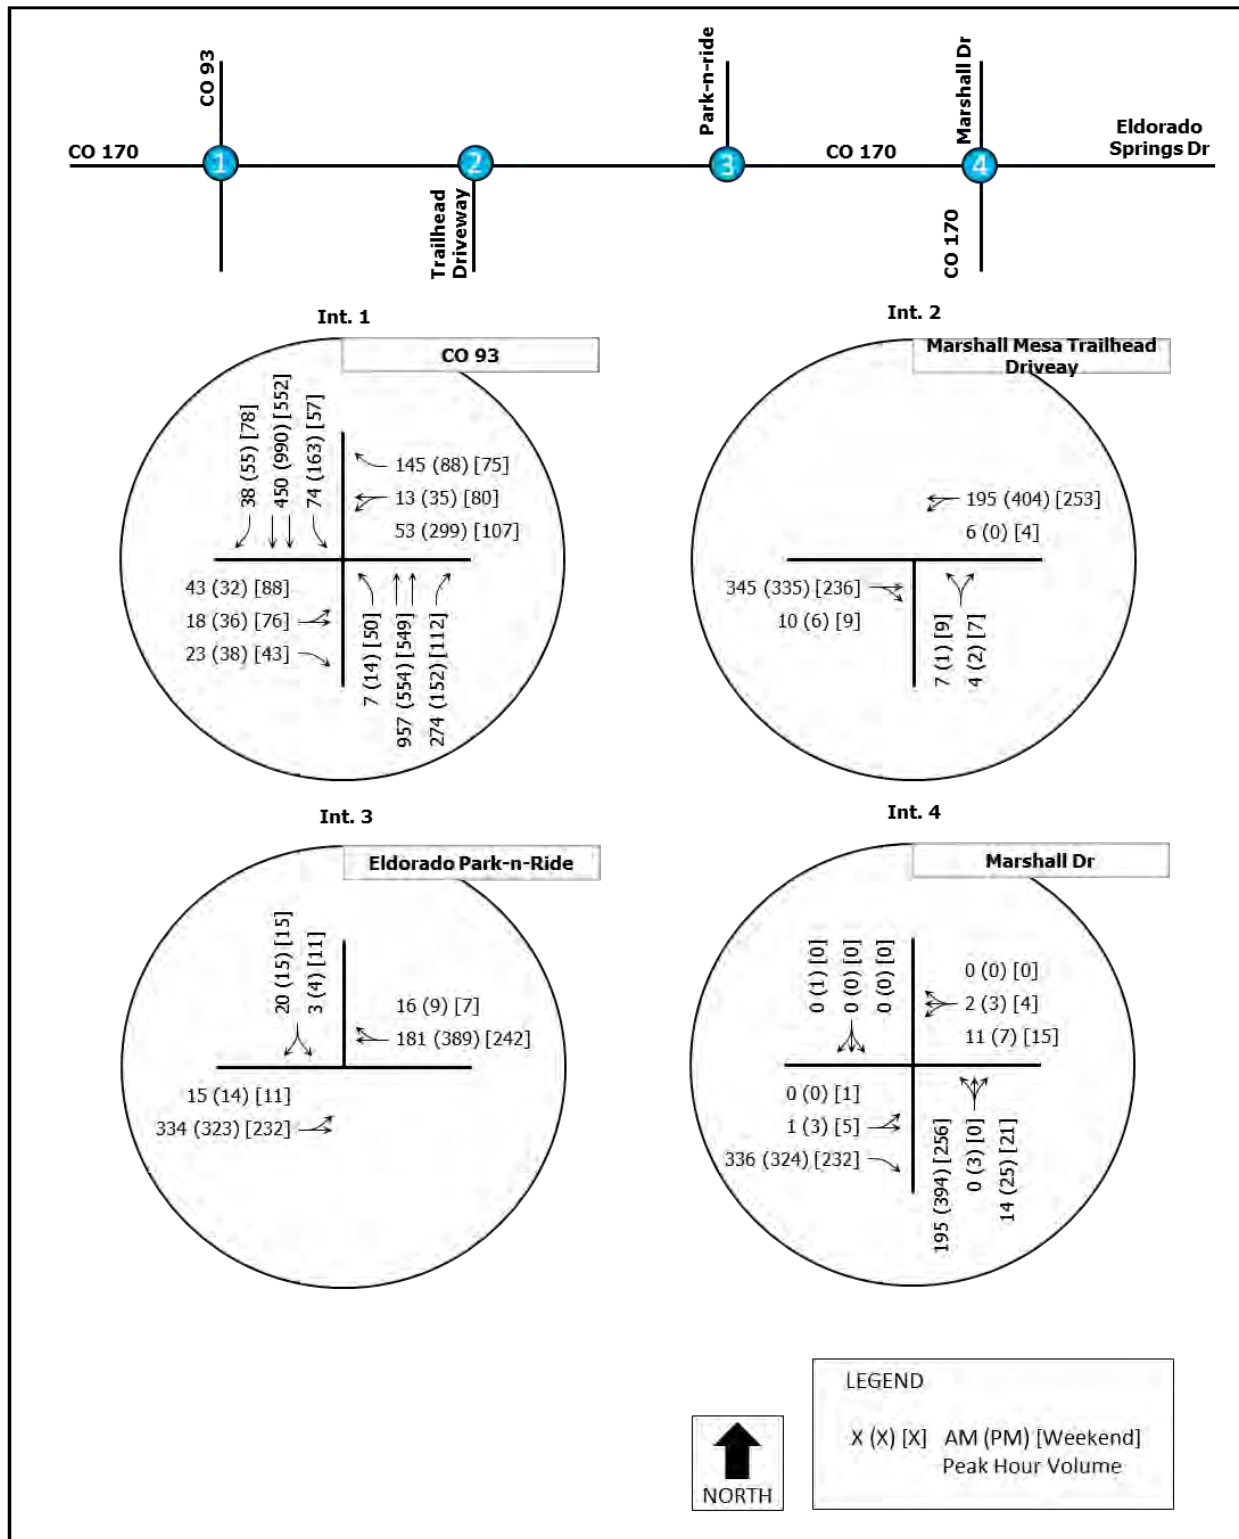 CO 93
Park-n-ride
Marshall Dr
CO 170
CO 170
Eldorado
Springs Dr
1
2
3
4
Trailhead
Driveway
CO 170
Int. 1
CO 93
38 (55) [78]
450 (990) [552]
74 (163) [57]
145 (88) [75]
13 (35) [80]
53 (299) [107]
43 (32) [88]
18 (36) [76]
23 (38) [43]
7 (14) [50]
957 (554) [549]
274 (152) [112]
Int. 2
Marshall Mesa Trailhead
Driveay
195 (404) [253]
6 (0) [4]
345 (335) [236]
10 (6) [9]
7 (1) [9]
4 (2) [7]
Int. 3
Eldorado Park-n-Ride
20 (15) [15]
3 (4) [11]
16 (9) [7]
181 (389) [242]
15 (14) [11]
334 (323) [232]
Int. 4
Marshall Dr
0 (1) [0]
0 (0) [0]
0 (0) [0]
0 (0) [0]
2 (3) [4]
11 (7) [15]
0 (0) [1]
1 (3) [5]
336 (324) [232]
195 (394) [256]
0 (3) [0]
14 (25) [21]
NORTH
LEGEND
X (X) [X] AM (PM) [Weekend]
Peak Hour Volume